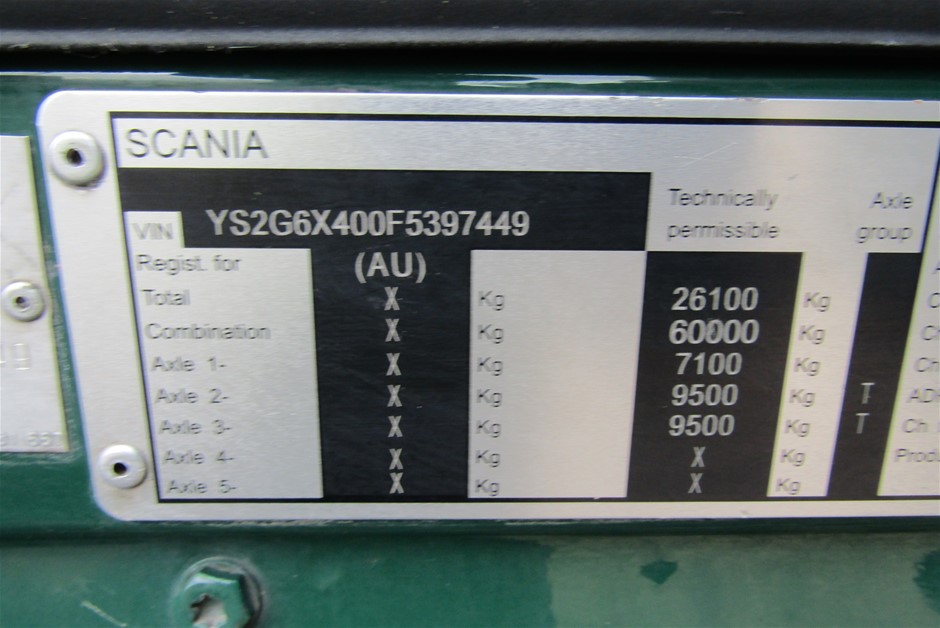 SCANIA
Technically permissible
Axle group
VIN YS2G6X400F5397449
Regist. for (AU)
Total X Kg 26100 Kg
Combination X Kg 60000 Kg
Axle 1- X Kg 7100 Kg
Axle 2- X Kg 9500 Kg T
Axle 3- X Kg 9500 Kg T
Axle 4- X Kg X Kg
Axle 5- X Kg X Kg